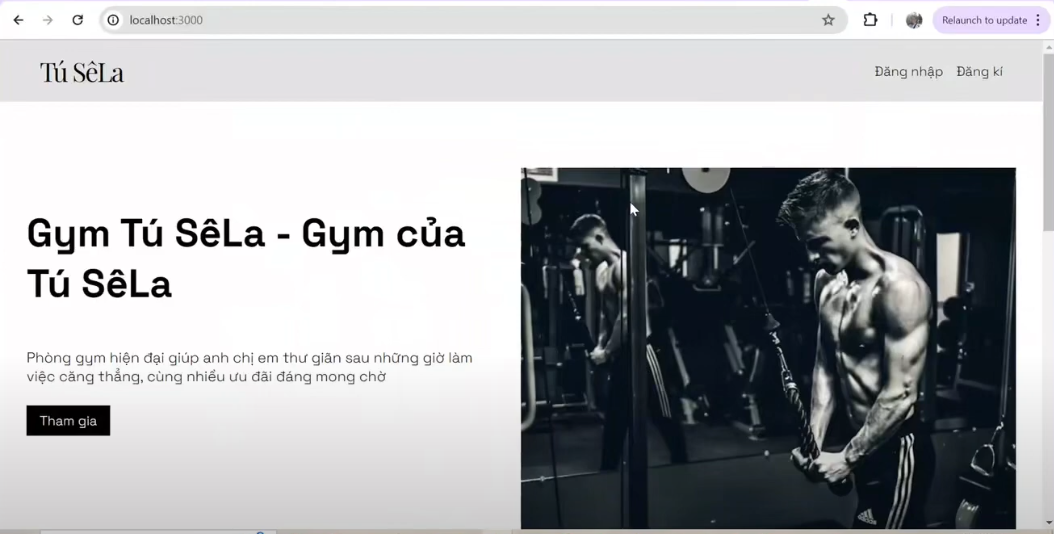 localhost:3000
Relaunch to update
Tú SêLa
Đăng nhập Đăng kí
Gym Tú SêLa - Gym của
Tú SêLa
Phòng gym hiện đại giúp anh chị em thư giãn sau những giờ làm
việc căng thẳng, cùng nhiều ưu đãi đáng mong chờ
Tham gia